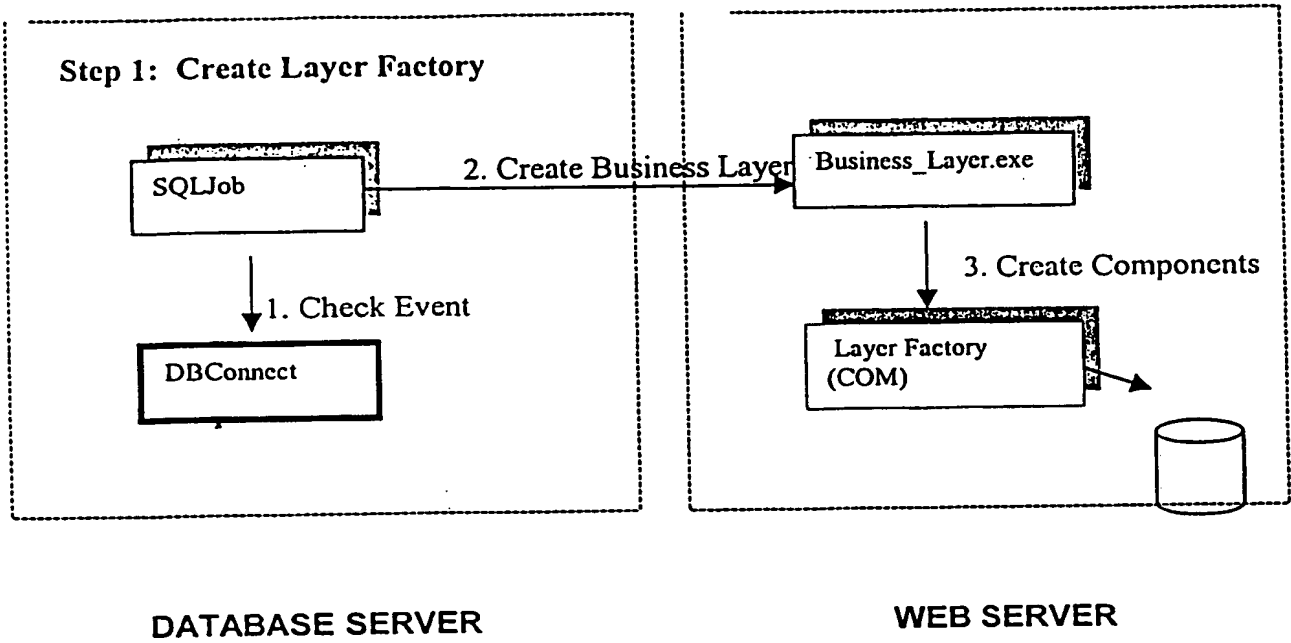 Step 1: Create Layer Factory
SQLJob
2. Create Business Layer
Business_Layer.exe
1. Check Event
3. Create Components
DBConnect
Layer Factory
(COM)
DATABASE SERVER
WEB SERVER